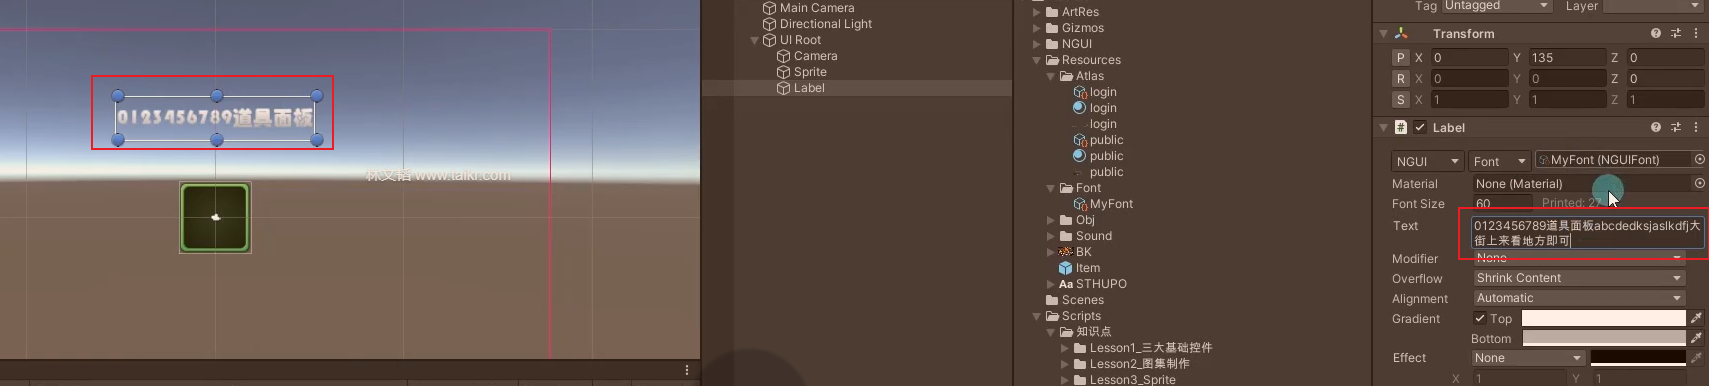 0123456789道具面板
林文韬 www.taikr.com
Main Camera
Directional Light
UI Root
Camera
Sprite
Label
ArtRes
Gizmos
NGUI
Resources
Atlas
login
login
login
public
public
public
Font
MyFont
Obj
Sound
BK
Item
Aa STHUPO
Scenes
Scripts
知识点
Lesson1_三大基础控件
Lesson2_图集制作
Lesson3_Sprite
Tag Untagged Layer
Transform
P X 0 Y 135 Z 0
R X 0 Y 0 Z 0
S X 1 Y 1 Z 1
# Label
NGUI Font MyFont (NGUIFont)
Material None (Material)
Font Size 60 Printed: 27
Text 0123456789道具面板abcdedksjaslkdfj大
街上来看地方即可
Modifier None
Overflow Shrink Content
Alignment Automatic
Gradient Top
Bottom
Effect None
X 1 Y 1